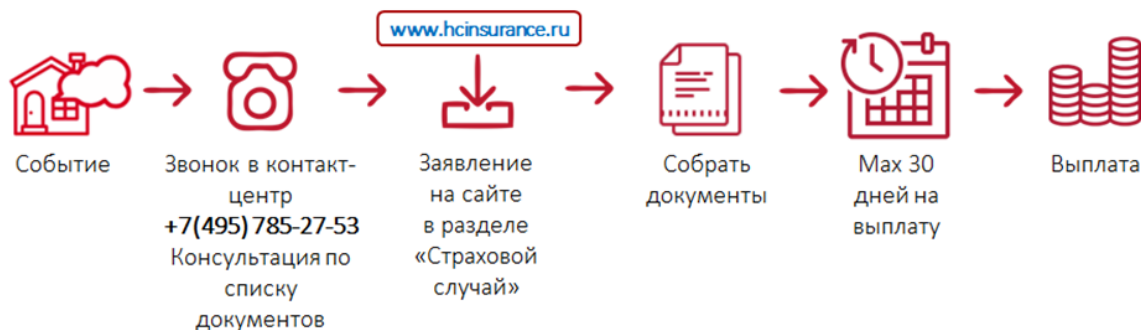 www.hcinsurance.ru
Событие
Звонок в контакт-
центр
+7(495) 785-27-53
Консультация по
списку
документов
Заявление
на сайте
в разделе
«Страховой
случай»
Собрать
документы
Max 30
дней на
выплату
Выплата